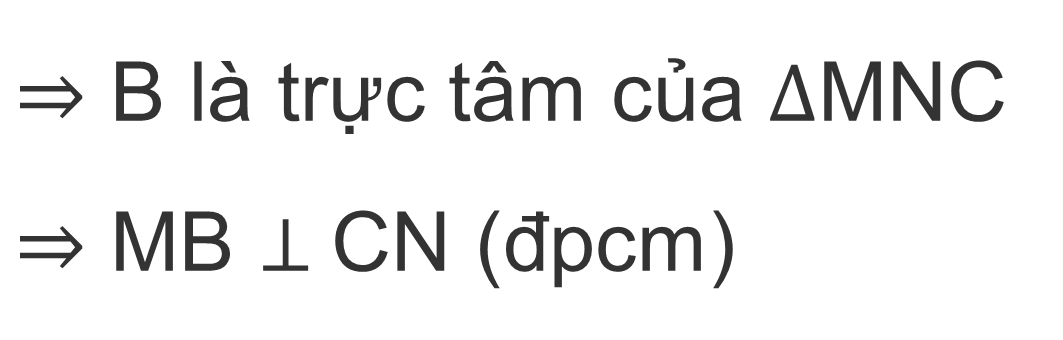 ⇒ B là trực tâm của ΔMNC
⇒ MB ⊥ CN (đpcm)